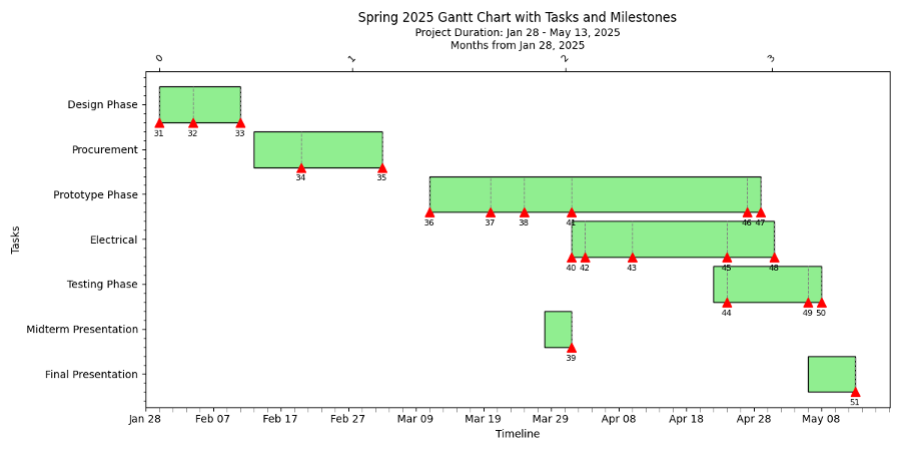 Spring 2025 Gantt Chart with Tasks and Milestones
Project Duration: Jan 28 - May 13, 2025
Months from Jan 28, 2025
0 1 2 3
Design Phase
31 32 33
Procurement
34 35
Prototype Phase
36 37 38 41 46 47
Electrical
40 42 43 45 48
Testing Phase
44 49 50
Midterm Presentation
39
Final Presentation
51
Tasks
Jan 28 Feb 07 Feb 17 Feb 27 Mar 09 Mar 19 Mar 29 Apr 08 Apr 18 Apr 28 May 08
Timeline